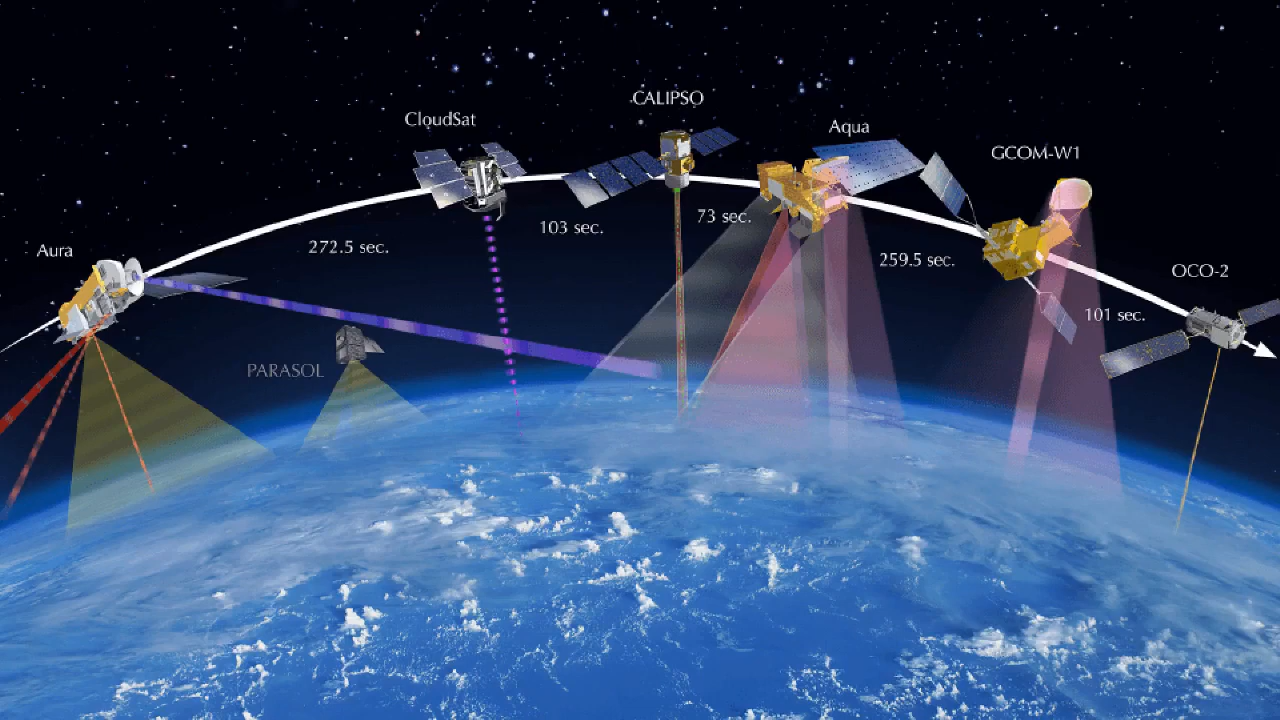 CALIPSO
CloudSat
Aqua
GCOM-W1
73 sec.
103 sec.
272.5 sec.
Aura
259.5 sec.
OCO-2
101 sec.
PARASOL